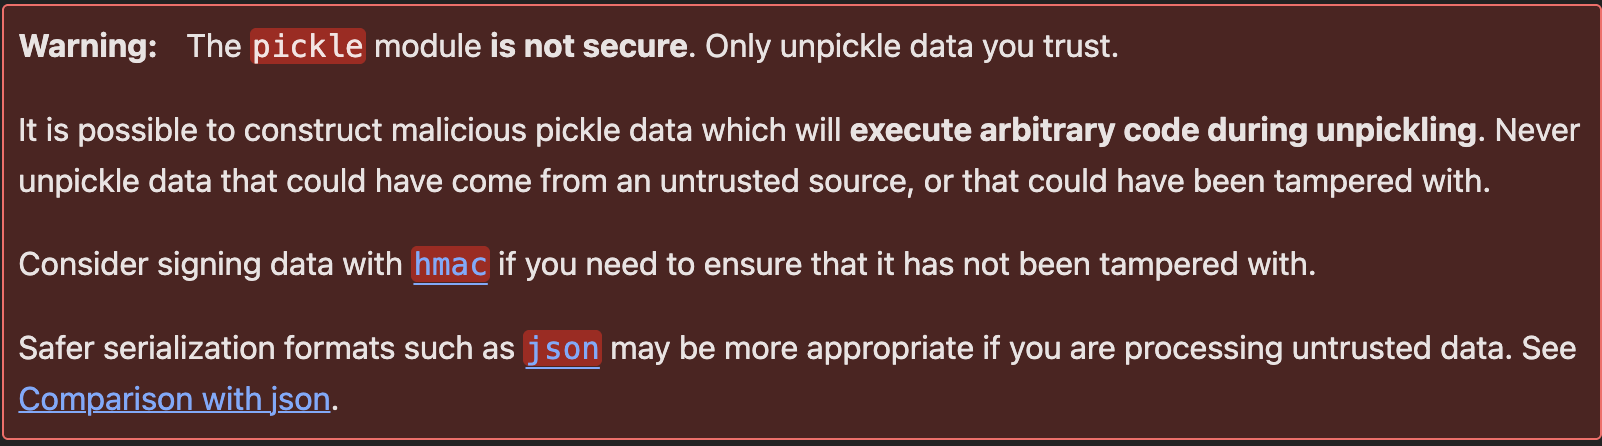 Warning: The pickle module is not secure. Only unpickle data you trust.
It is possible to construct malicious pickle data which will execute arbitrary code during unpickling. Never
unpickle data that could have come from an untrusted source, or that could have been tampered with.
Consider signing data with hmac if you need to ensure that it has not been tampered with.
Safer serialization formats such as json may be more appropriate if you are processing untrusted data. See
Comparison with json.